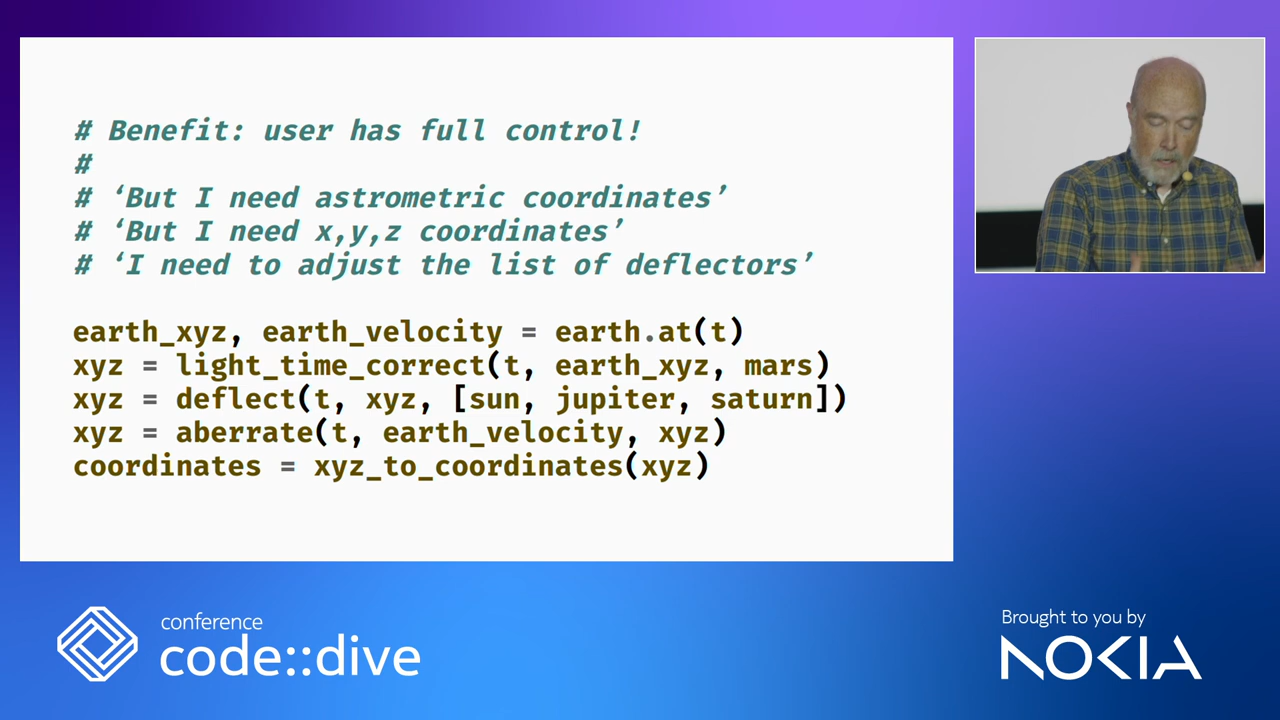 # Benefit: user has full control!
#
# ‘But I need astrometric coordinates’
# ‘But I need x,y,z coordinates’
# ‘I need to adjust the list of deflectors’
earth_xyz, earth_velocity = earth.at(t)
xyz = light_time_correct(t, earth_xyz, mars)
xyz = deflect(t, xyz, [sun, jupiter, saturn])
xyz = aberrate(t, earth_velocity, xyz)
coordinates = xyz_to_coordinates(xyz)
conference
code::dive
Brought to you by
NOKIA